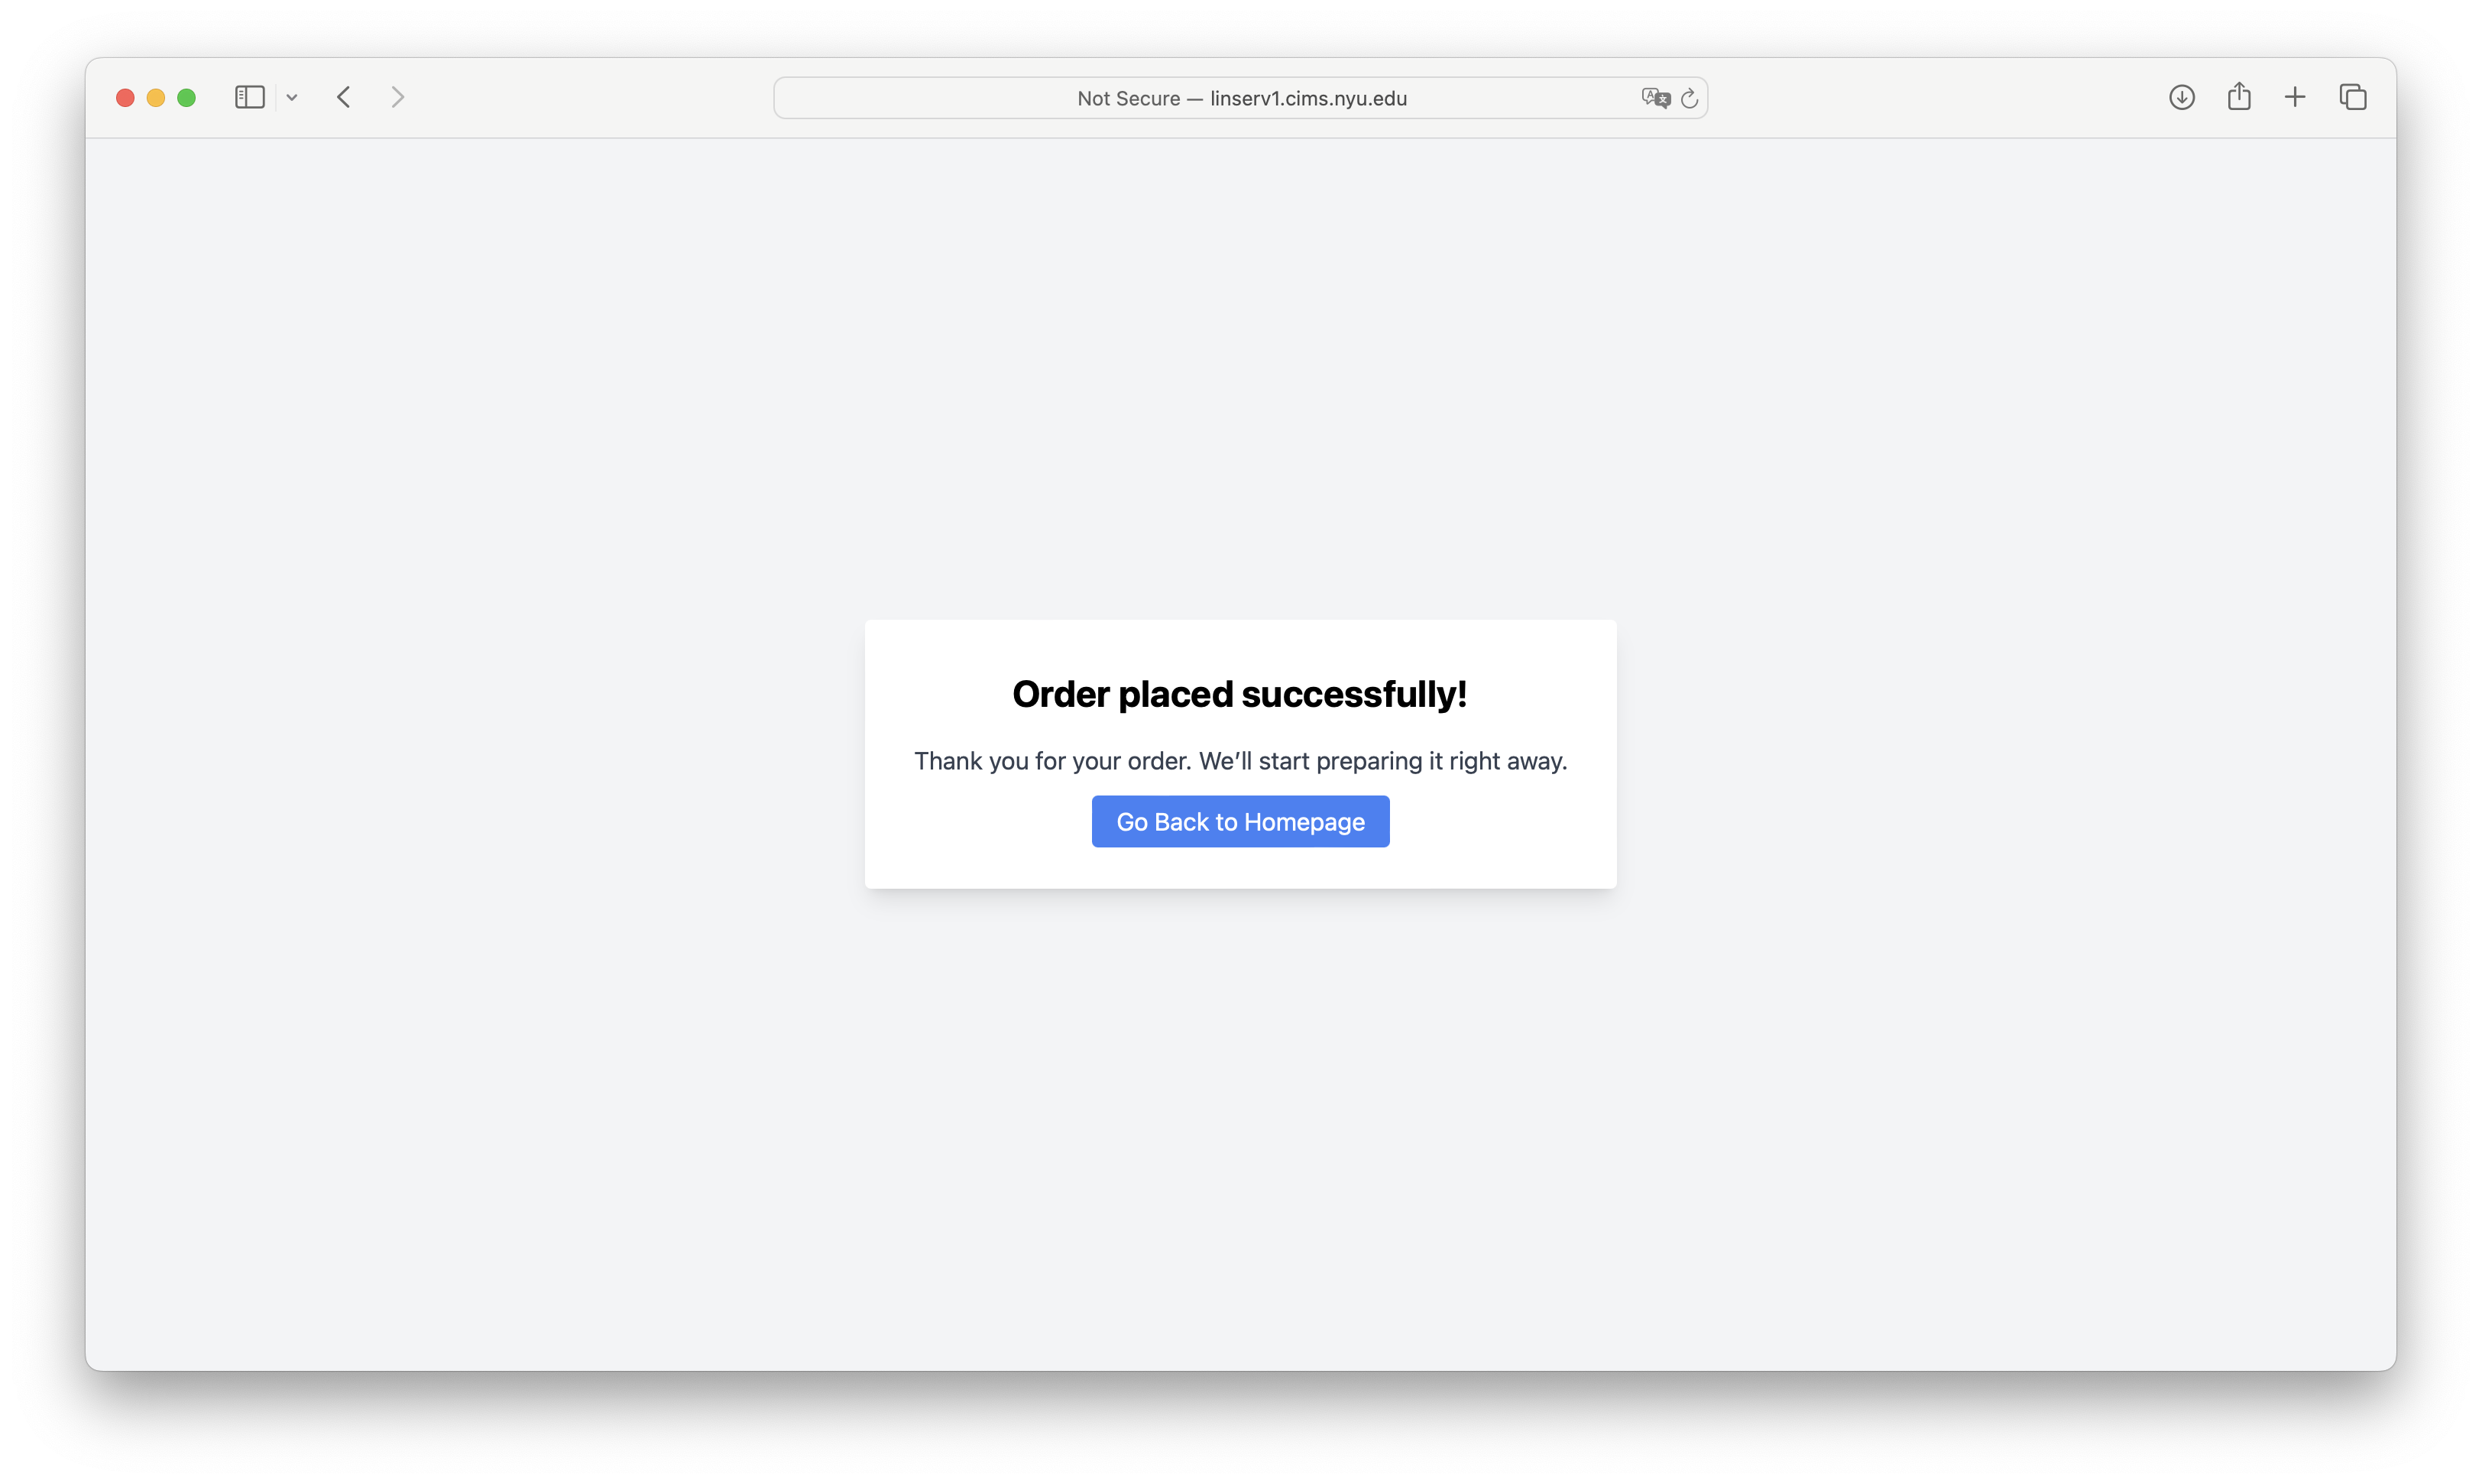 Not Secure — linserv1.cims.nyu.edu
Order placed successfully!
Thank you for your order. We’ll start preparing it right away.
Go Back to Homepage